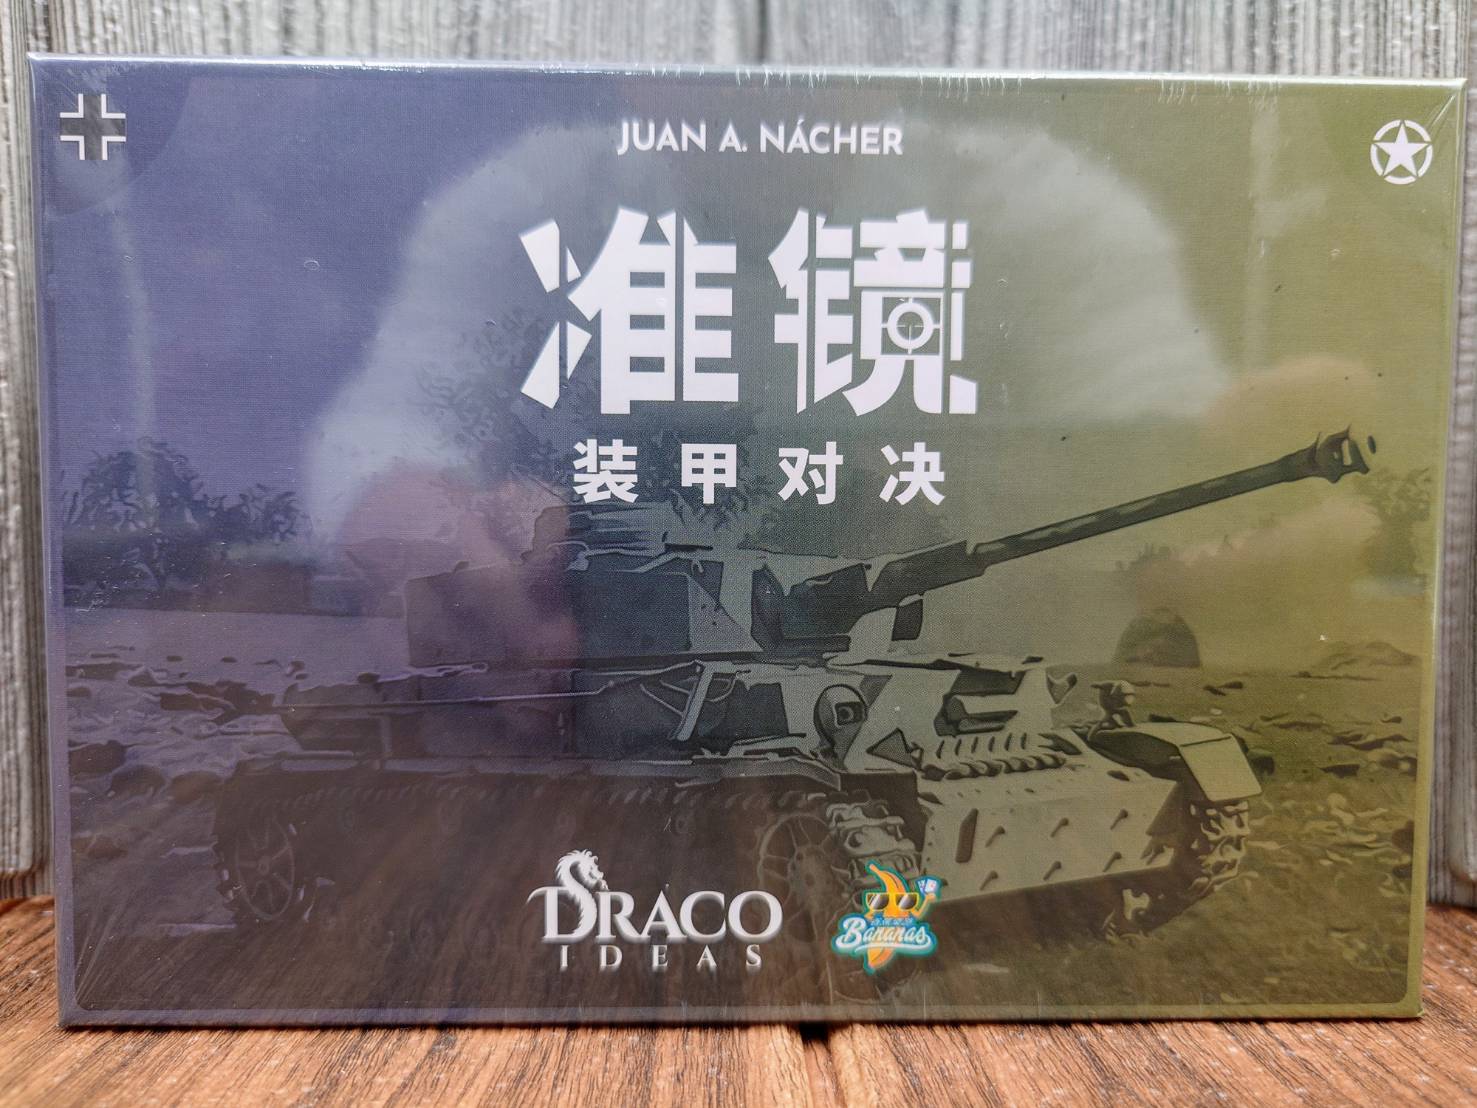 JUAN A. NÁCHER
准镜
装甲对决
DRACO
IDEAS
Bananas